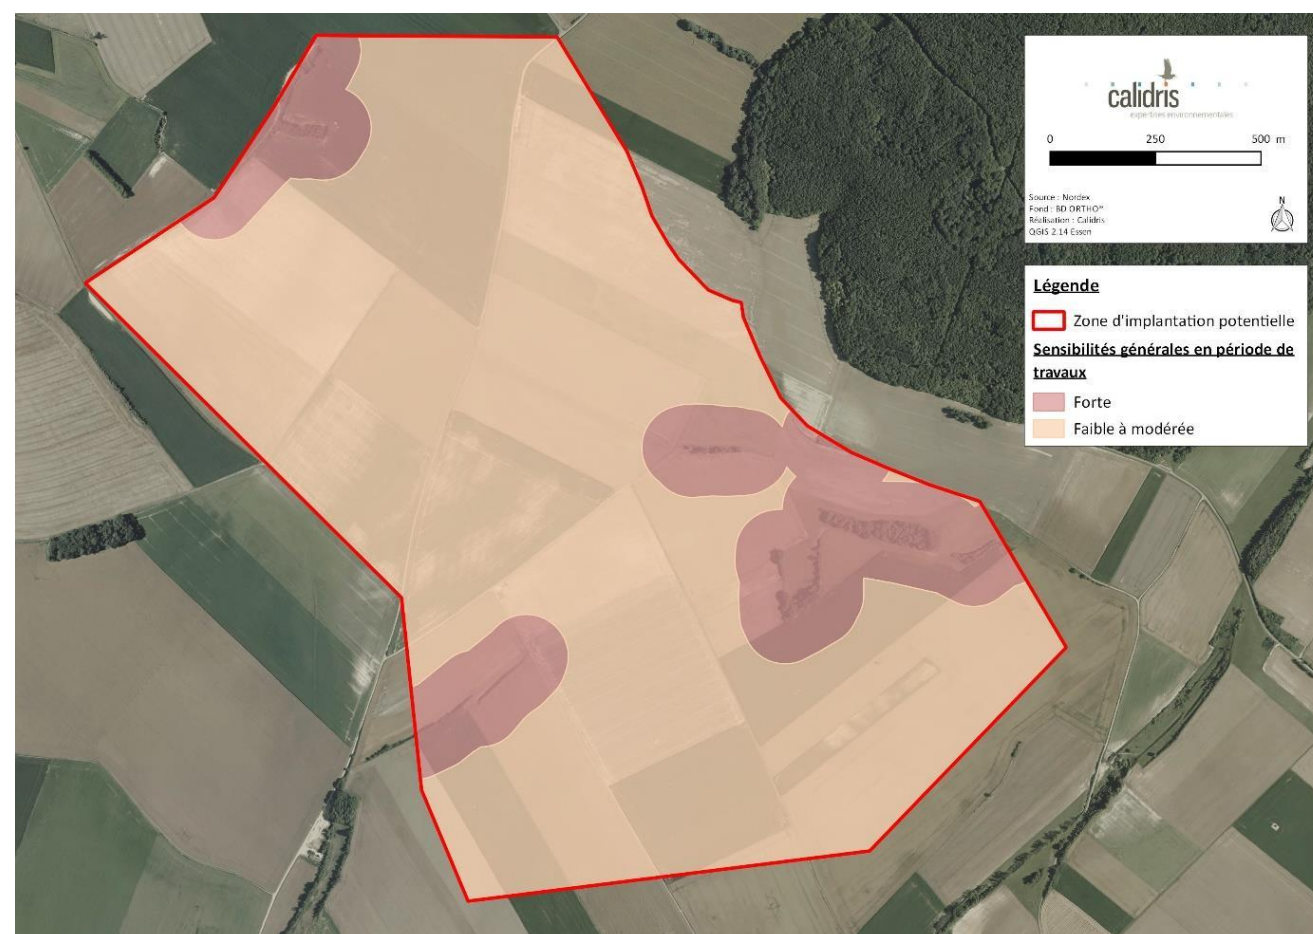 calidris
expertises environnementales
0 250 500 m
Source : Nordex
Fond : BD ORTHO®
Réalisation : Calidris
QGIS 2.14 Essen
N
Légende
Zone d'implantation potentielle
Sensibilités générales en période de
travaux
Forte
Faible à modérée